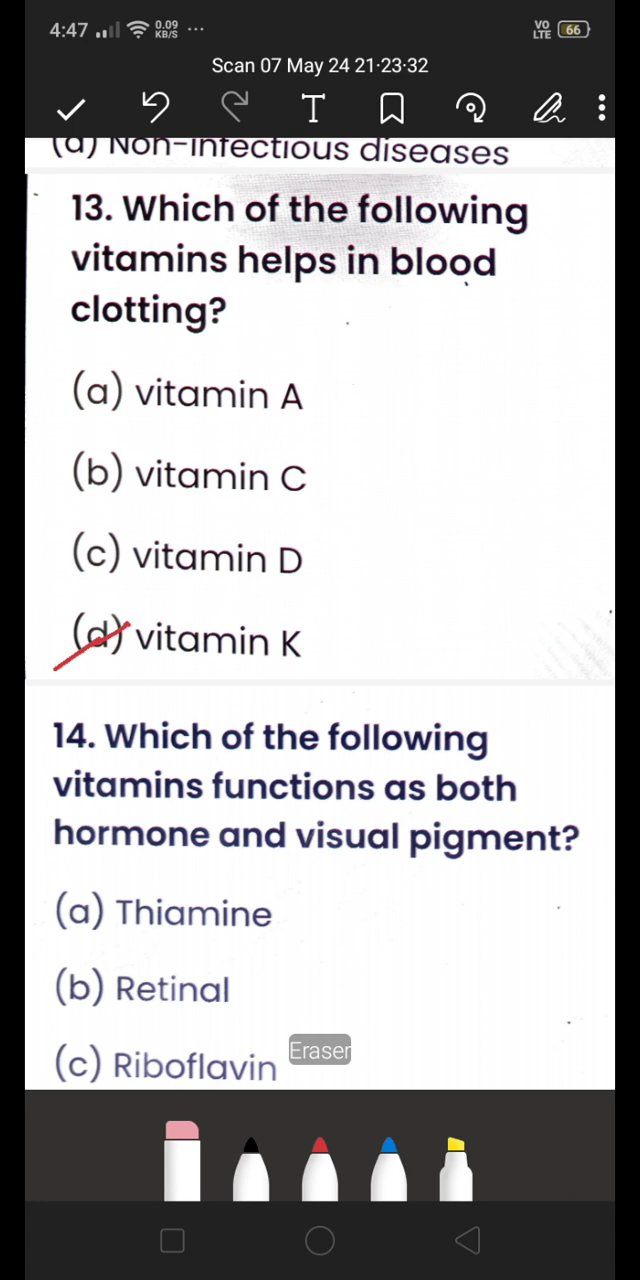 4:47 0.09 KB/S ... VO LTE 66
Scan 07 May 24 21·23·32
T
(d) Non-infectious diseases
13. Which of the following
vitamins helps in blood
clotting?
(a) vitamin A
(b) vitamin C
(c) vitamin D
(d) vitamin K
14. Which of the following
vitamins functions as both
hormone and visual pigment?
(a) Thiamine
(b) Retinal
(c) Riboflavin
Eraser